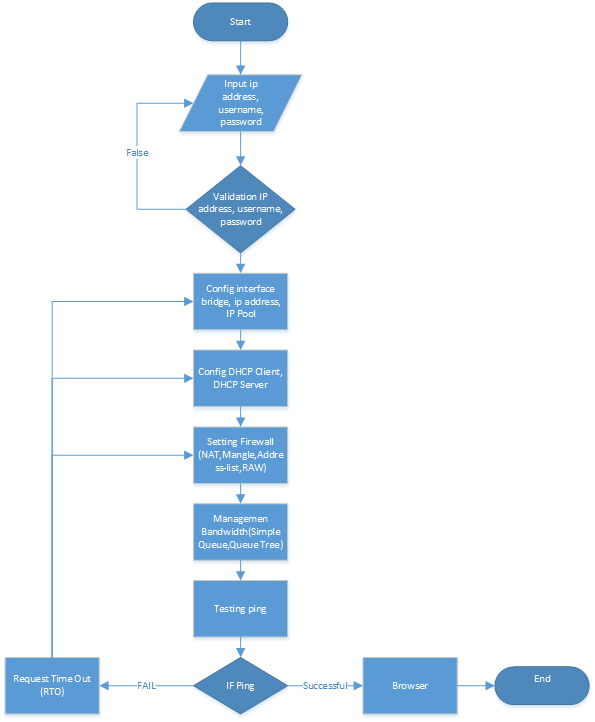 Start
Input ip
address,
username,
password
False
Validation IP
address, username,
password
Config interface
bridge, ip address,
IP Pool
Config DHCP Client,
DHCP Server
Setting Firewall
(NAT,Mangle,Addre
ss-list,RAW)
Managemen
Bandwidth(Simple
Queue,Queue Tree)
Testing ping
Request Time Out
(RTO)
FAIL
IF Ping
Successful
Browser
End